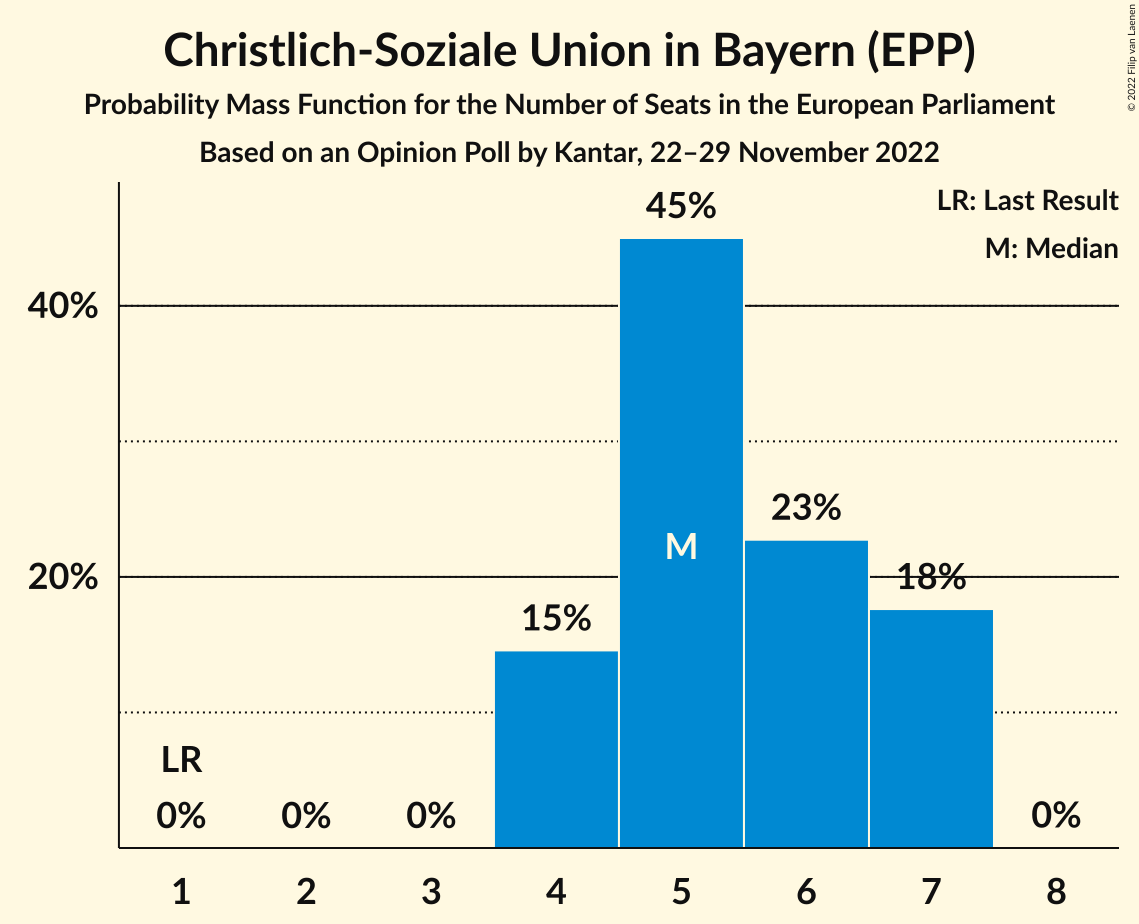 Christlich-Soziale Union in Bayern (EPP)
Probability Mass Function for the Number of Seats in the European Parliament
Based on an Opinion Poll by Kantar, 22–29 November 2022
© 2022 Filip van Laenen
LR: Last Result
M: Median
45%
40%
23%
M
20%
18%
15%
LR
0% 0% 0% 0%
1 2 3 4 5 6 7 8